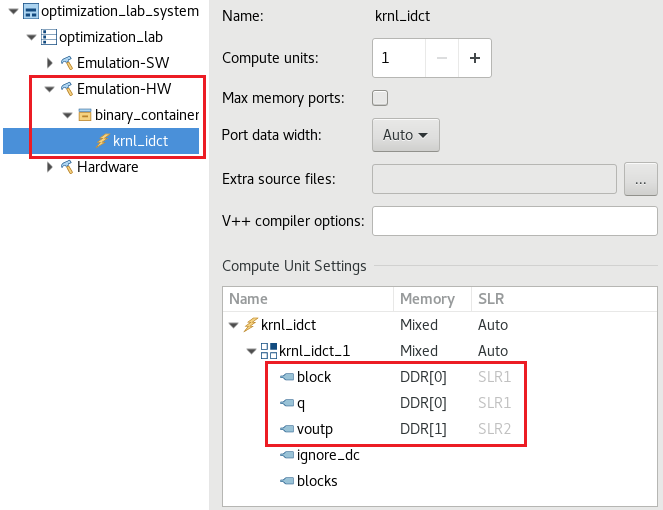 optimization_lab_system
optimization_lab
Emulation-SW
Emulation-HW
binary_container
krnl_idct
Hardware
Name: krnl_idct
Compute units: 1 − +
Max memory ports:
Port data width: Auto
Extra source files: ...
V++ compiler options:
Compute Unit Settings
Name Memory SLR
krnl_idct Mixed Auto
krnl_idct_1 Mixed Auto
block DDR[0] SLR1
q DDR[0] SLR1
voutp DDR[1] SLR2
ignore_dc
blocks